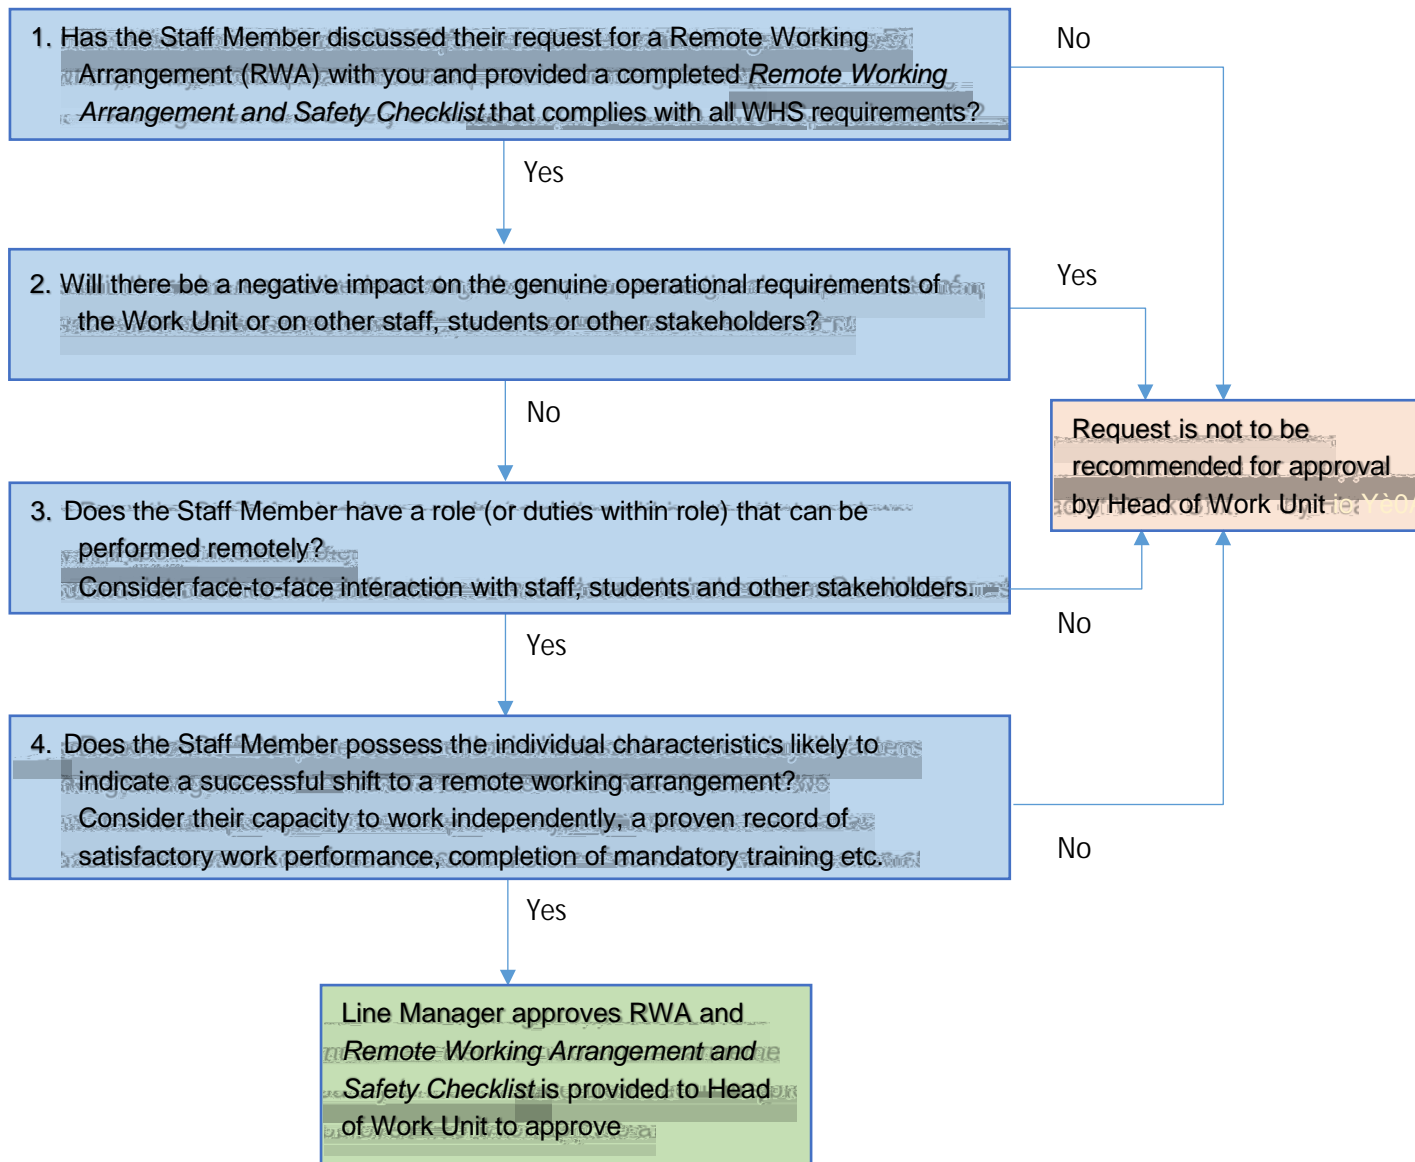 1. Has the Staff Member discussed their request for a Remote Working
Arrangement (RWA) with you and provided a completed Remote Working
Arrangement and Safety Checklist that complies with all WHS requirements?
No
Yes
2. Will there be a negative impact on the genuine operational requirements of
the Work Unit or on other staff, students or other stakeholders?
Yes
No
Request is not to be
recommended for approval
by Head of Work Unit
3. Does the Staff Member have a role (or duties within role) that can be
performed remotely?
Consider face-to-face interaction with staff, students and other stakeholders.
No
Yes
4. Does the Staff Member possess the individual characteristics likely to
indicate a successful shift to a remote working arrangement?
Consider their capacity to work independently, a proven record of
satisfactory work performance, completion of mandatory training etc.
No
Yes
Line Manager approves RWA and
Remote Working Arrangement and
Safety Checklist is provided to Head
of Work Unit to approve